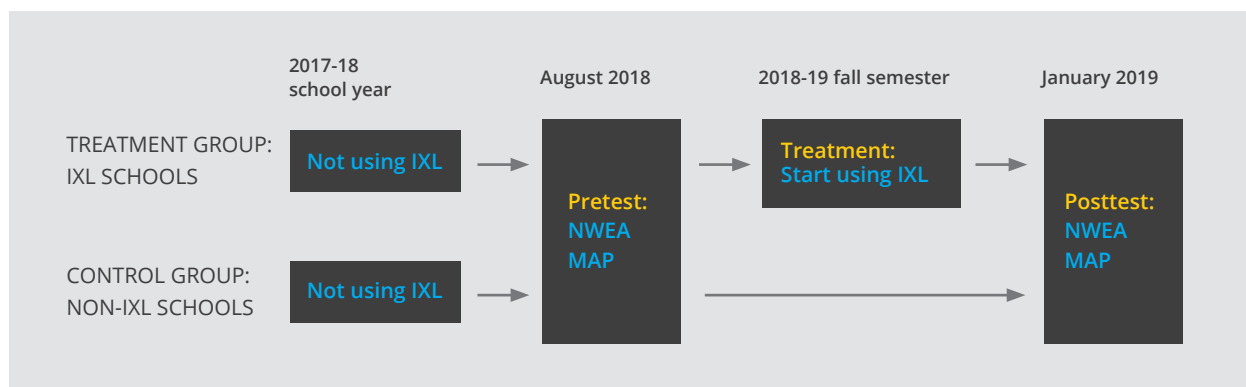 2017-18
school year
August 2018
2018-19 fall semester
January 2019
TREATMENT GROUP:
IXL SCHOOLS
Not using IXL
Treatment:
Start using IXL
Pretest:
NWEA
MAP
Posttest:
NWEA
MAP
CONTROL GROUP:
NON-IXL SCHOOLS
Not using IXL